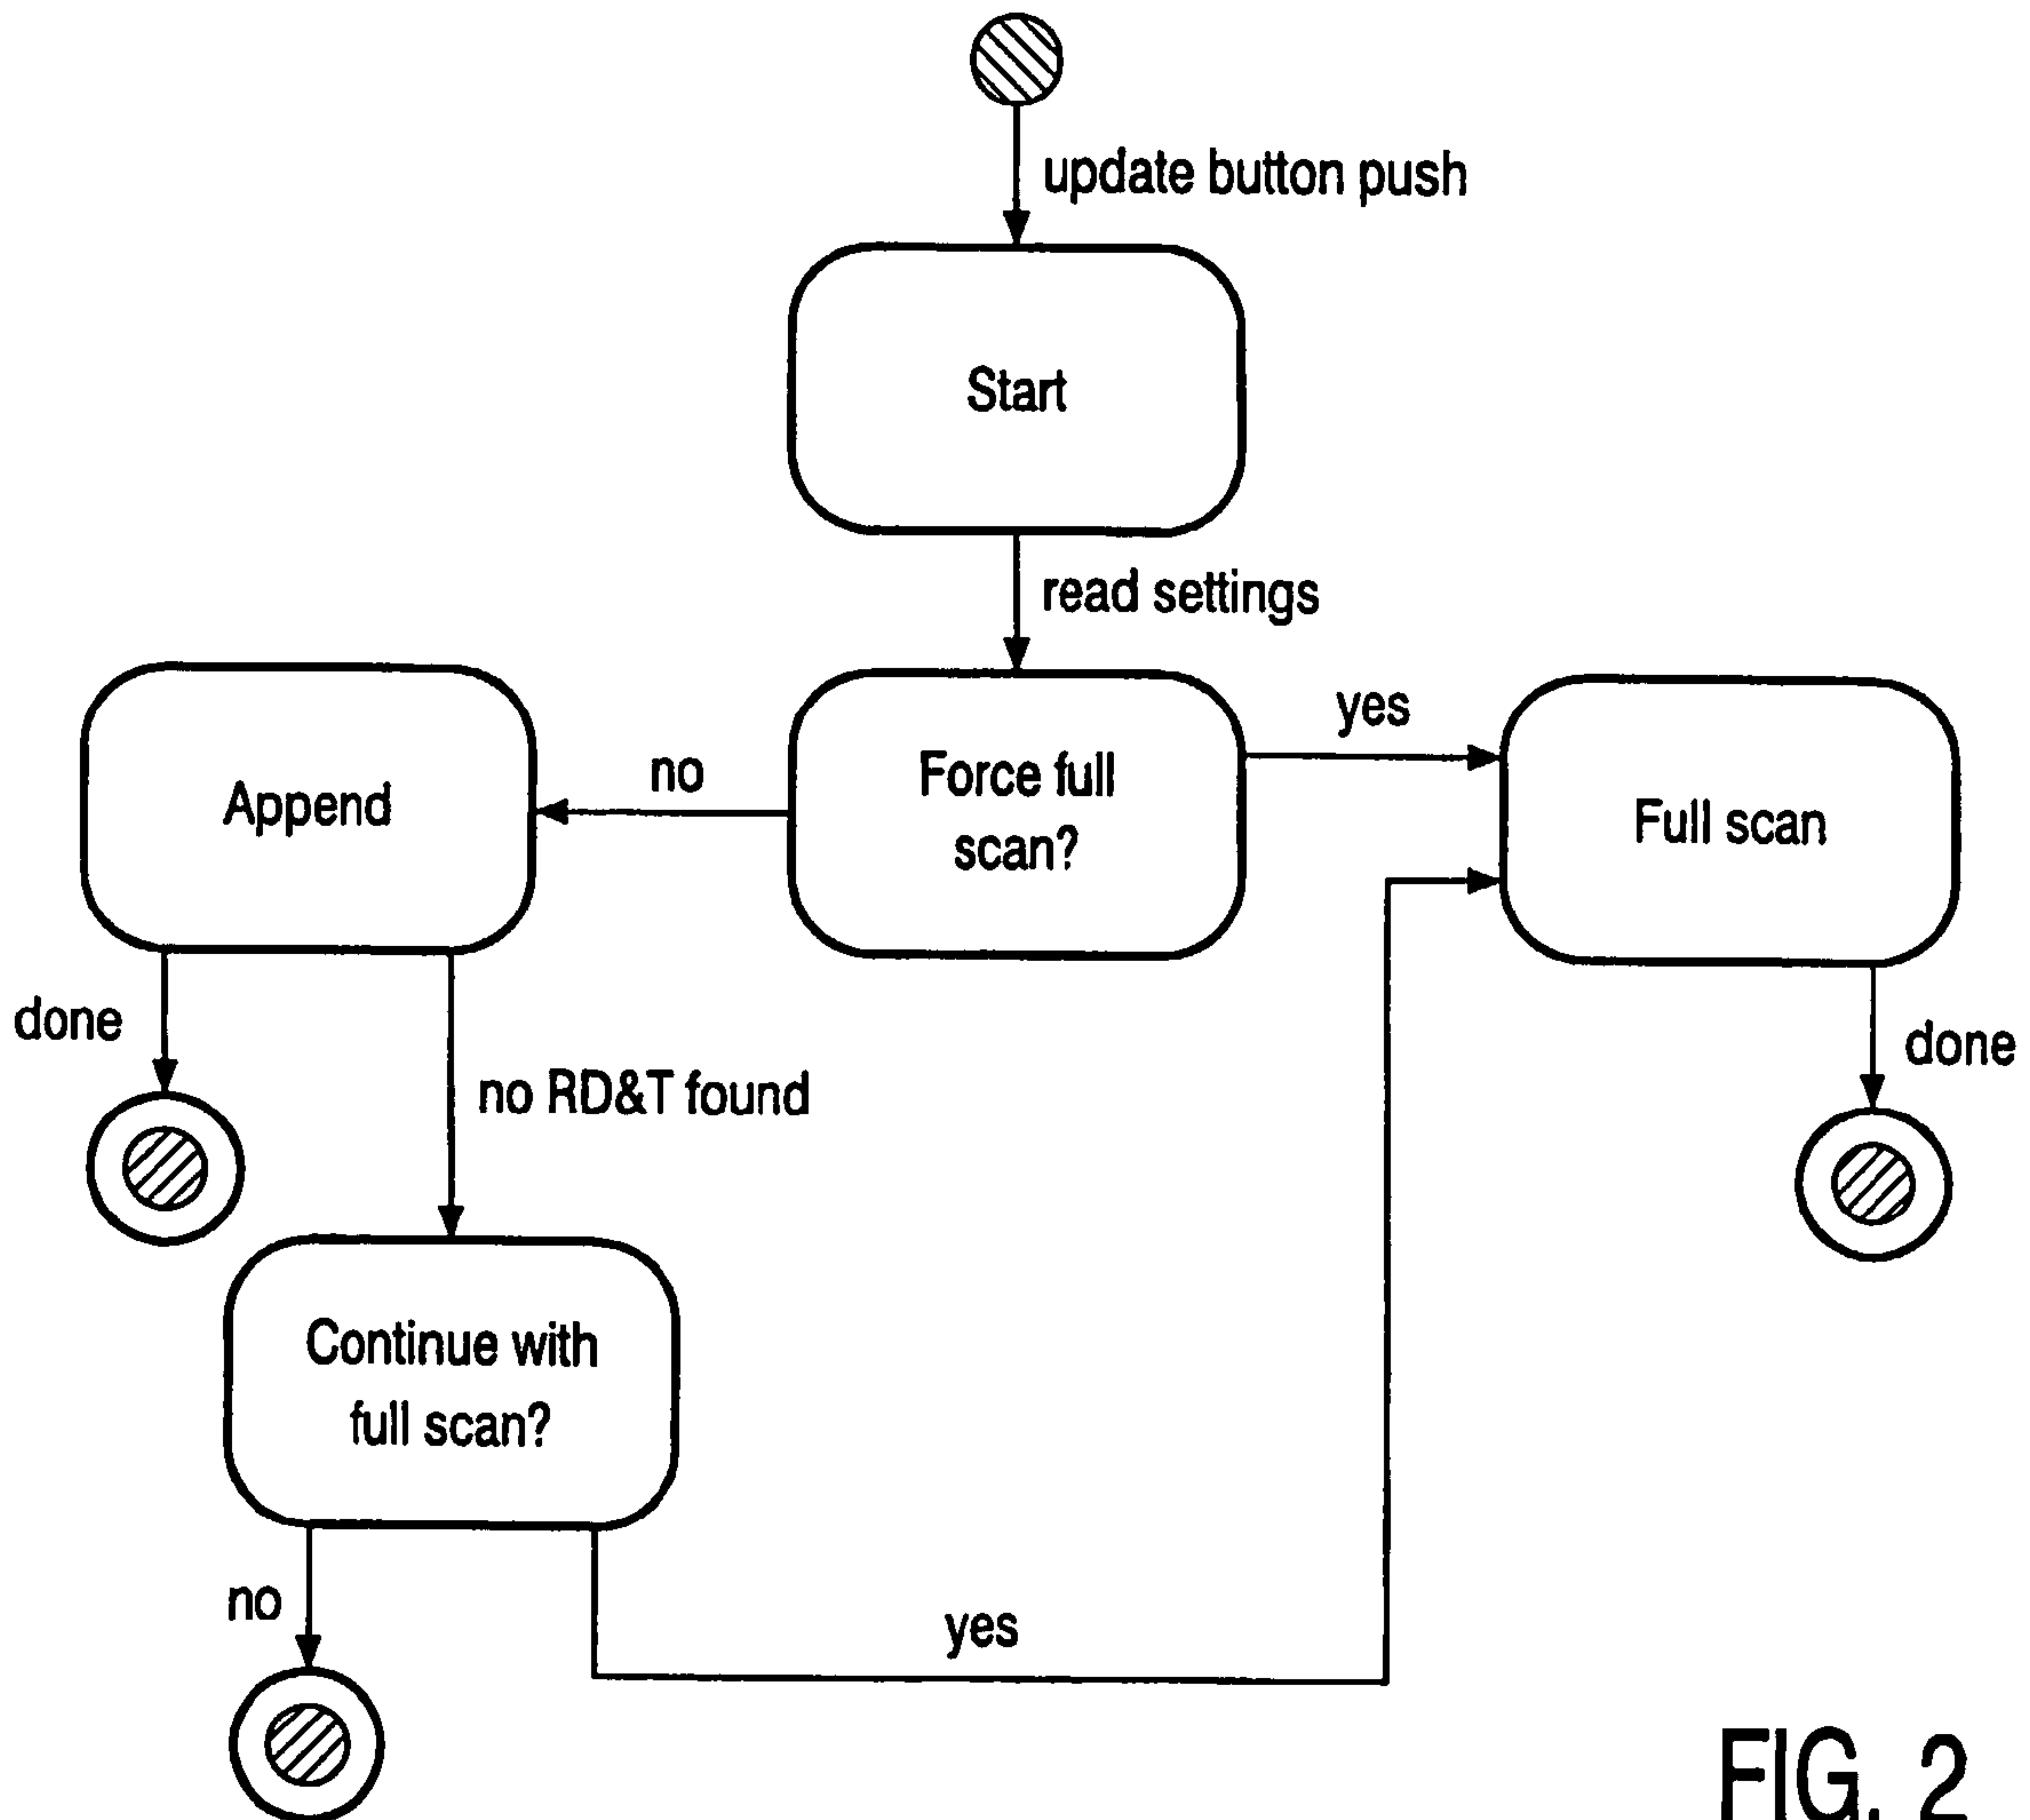 update button push
Start
read settings
Append
no
Force full
scan?
yes
Full scan
done
no RD&T found
done
Continue with
full scan?
no
yes
FIG. 2